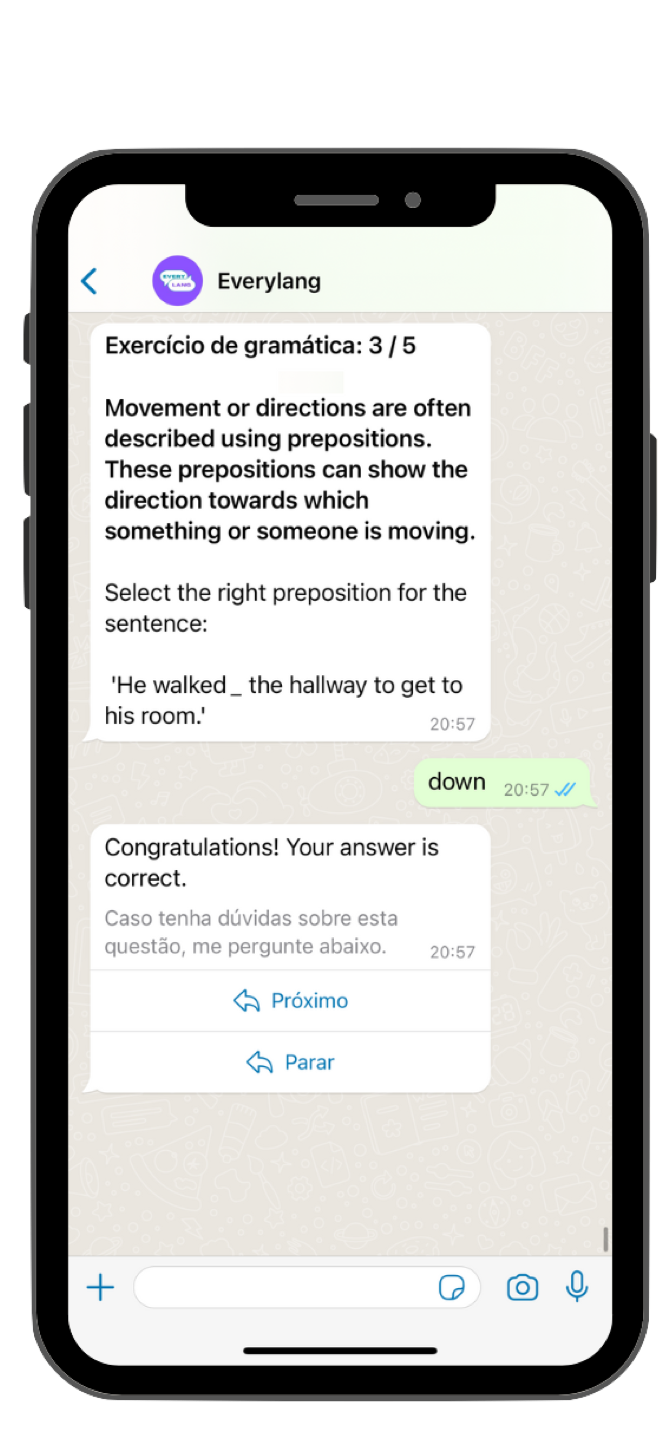 EVERY
LANG
Everylang
Exercício de gramática: 3 / 5
Movement or directions are often
described using prepositions.
These prepositions can show the
direction towards which
something or someone is moving.
Select the right preposition for the
sentence:
'He walked _ the hallway to get to
his room.'
20:57
down 20:57
Congratulations! Your answer is
correct.
Caso tenha dúvidas sobre esta
questão, me pergunte abaixo.
20:57
Próximo
Parar